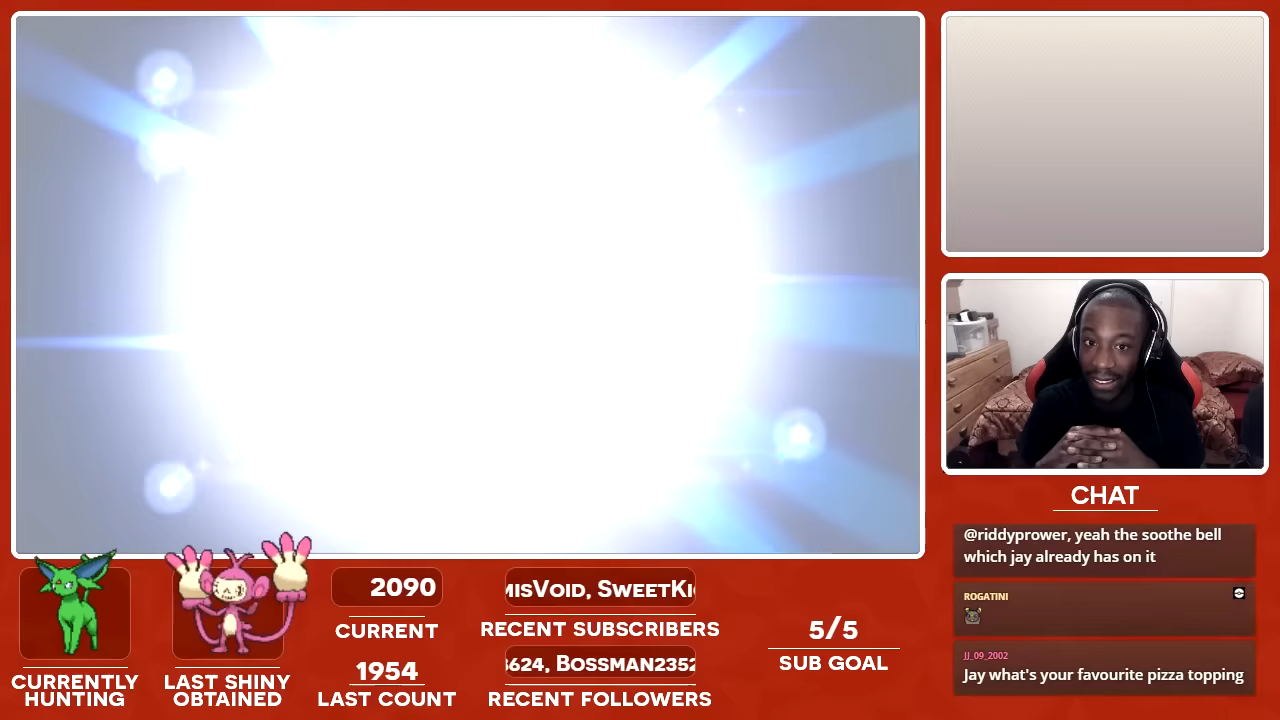 CHAT
@riddyprower, yeah the soothe bell
which jay already has on it
ROGATINI
JJ_09_2002
Jay what's your favourite pizza topping
CURRENTLY
HUNTING
LAST SHINY
OBTAINED
2090
CURRENT
1954
LAST COUNT
misVoid, SweetKi
RECENT SUBSCRIBERS
3624, Bossman2352
RECENT FOLLOWERS
5/5
SUB GOAL